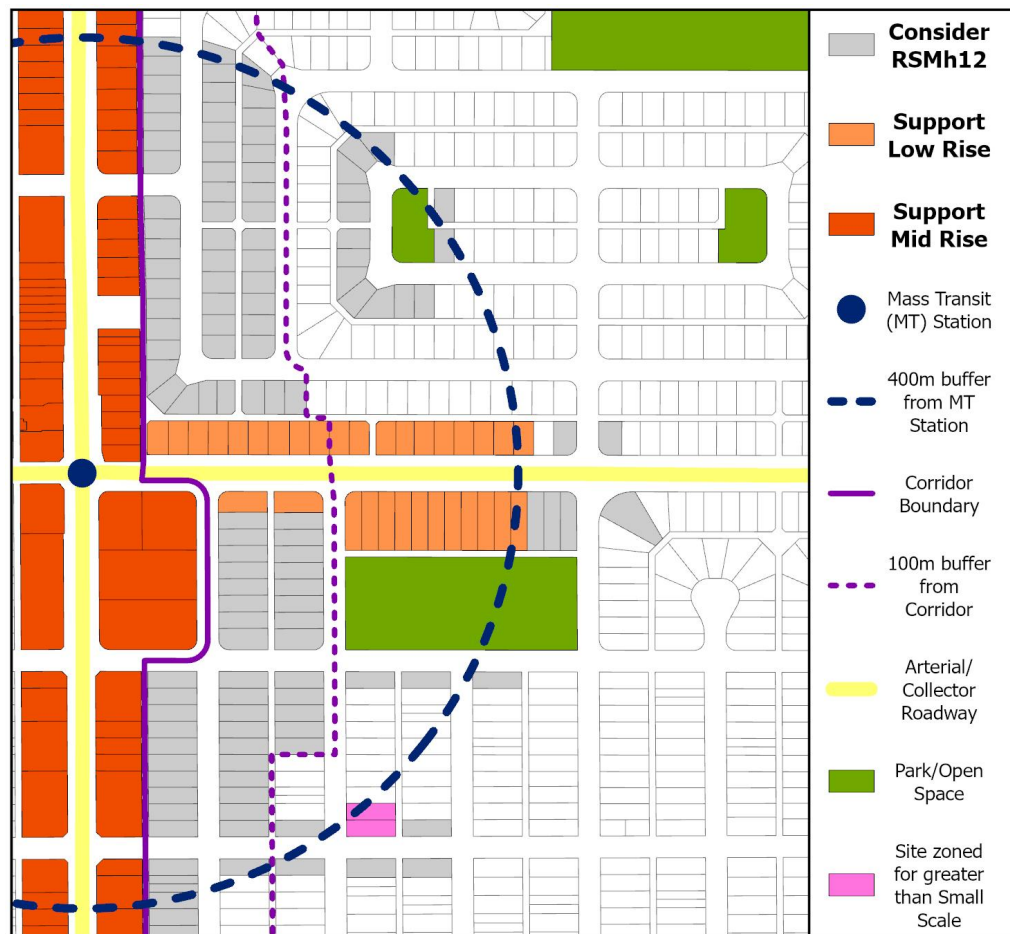 Consider
RSMh12
Support
Low Rise
Support
Mid Rise
Mass Transit
(MT) Station
400m buffer
from MT
Station
Corridor
Boundary
100m buffer
from
Corridor
Arterial/
Collector
Roadway
Park/Open
Space
Site zoned
for greater
than Small
Scale